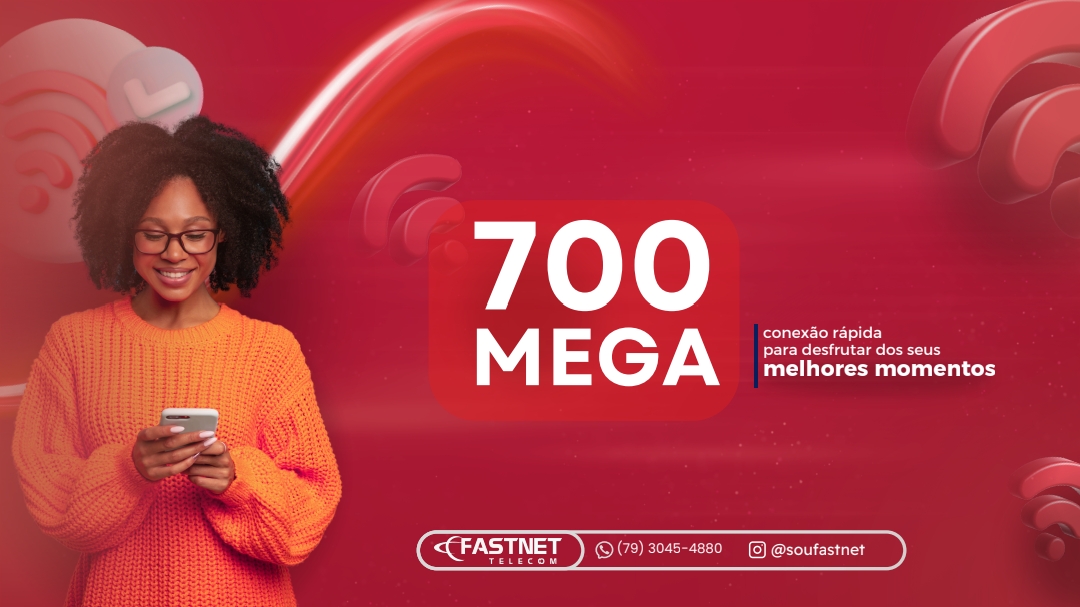 700
MEGA
conexão rápida
para desfrutar dos seus
melhores momentos
FASTNET
TELECOM
(79) 3045-4880
@soufastnet